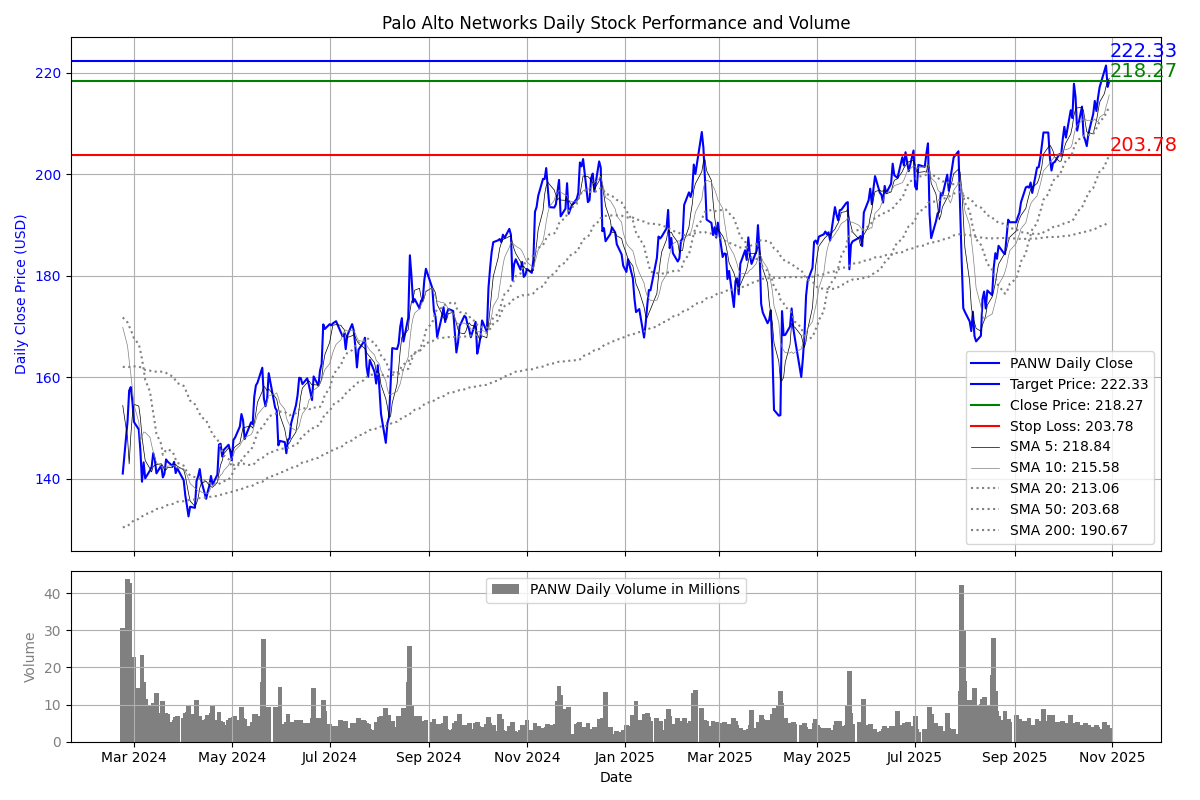 Palo Alto Networks Daily Stock Performance and Volume
222.33
218.27
203.78
220
200
180
160
140
Daily Close Price (USD)
PANW Daily Close
Target Price: 222.33
Close Price: 218.27
Stop Loss: 203.78
SMA 5: 218.84
SMA 10: 215.58
SMA 20: 213.06
SMA 50: 203.68
SMA 200: 190.67
PANW Daily Volume in Millions
40
30
20
10
0
Volume
Mar 2024 May 2024 Jul 2024 Sep 2024 Nov 2024 Jan 2025 Mar 2025 May 2025 Jul 2025 Sep 2025 Nov 2025
Date